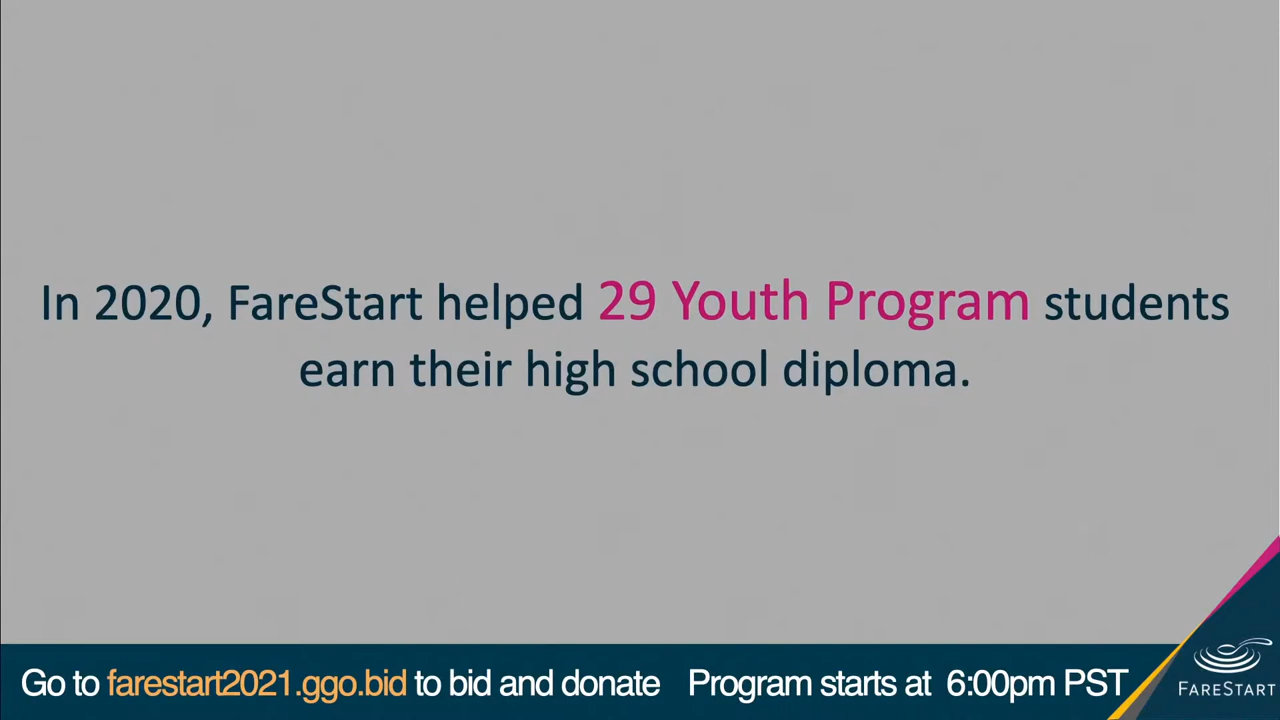 In 2020, FareStart helped 29 Youth Program students
earn their high school diploma.
Go to farestart2021.ggo.bid to bid and donate Program starts at 6:00pm PST
FARESTART